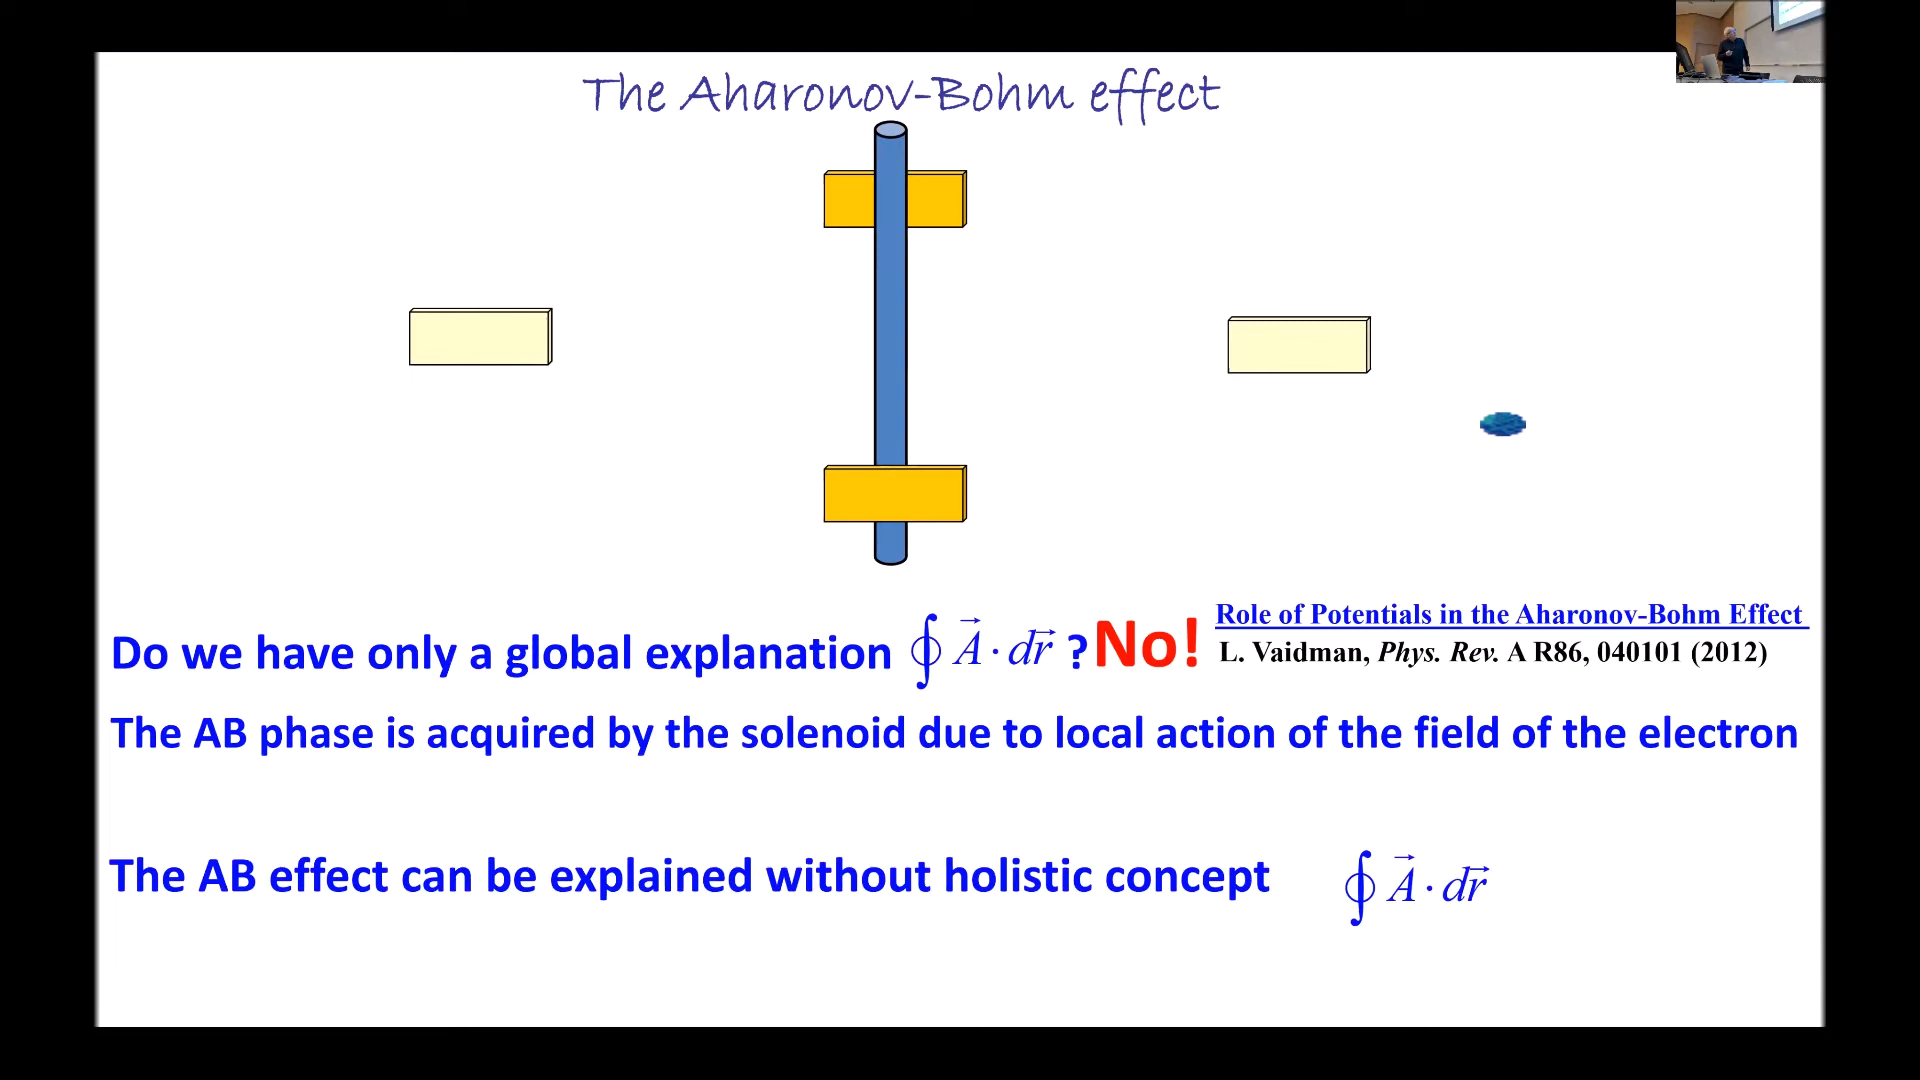 The Aharonov-Bohm effect
Do we have only a global explanation ∮ A⃗ · dr⃗ ? No!
Role of Potentials in the Aharonov-Bohm Effect
L. Vaidman, Phys. Rev. A R86, 040101 (2012)
The AB phase is acquired by the solenoid due to local action of the field of the electron
The AB effect can be explained without holistic concept ∮ A⃗ · dr⃗